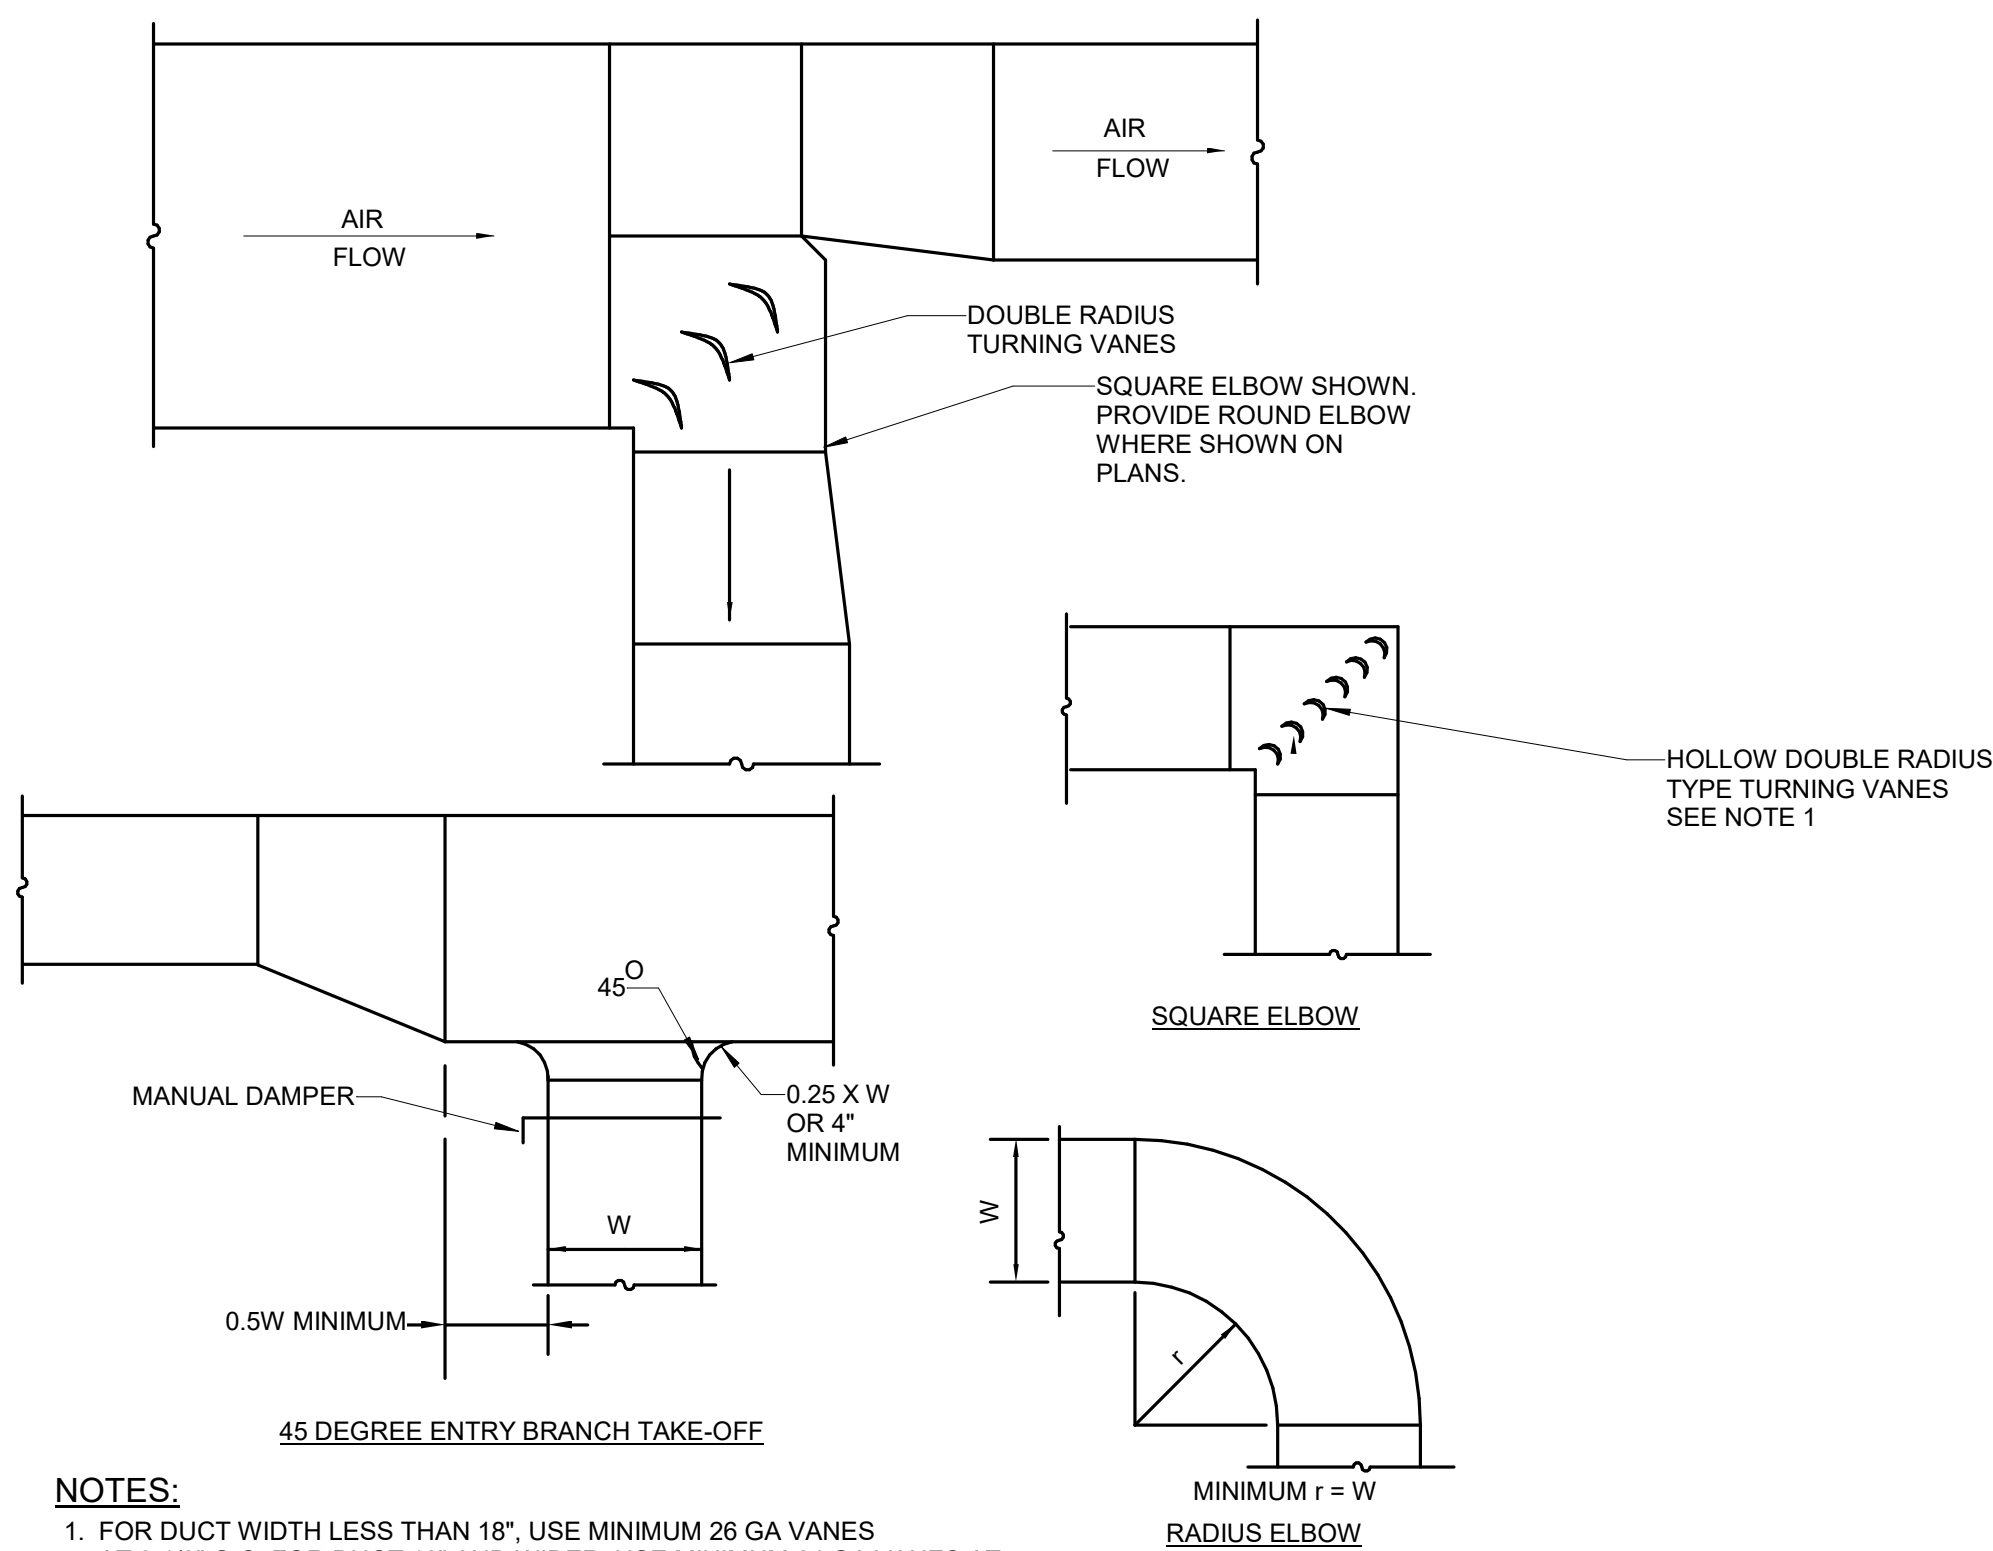 AIR
FLOW
AIR
FLOW
DOUBLE RADIUS
TURNING VANES
SQUARE ELBOW SHOWN.
PROVIDE ROUND ELBOW
WHERE SHOWN ON
PLANS.
HOLLOW DOUBLE RADIUS
TYPE TURNING VANES
SEE NOTE 1
SQUARE ELBOW
45O
MANUAL DAMPER
0.25 X W
OR 4"
MINIMUM
W
0.5W MINIMUM
45 DEGREE ENTRY BRANCH TAKE-OFF
W
r
MINIMUM r = W
RADIUS ELBOW
NOTES:
1. FOR DUCT WIDTH LESS THAN 18", USE MINIMUM 26 GA VANES